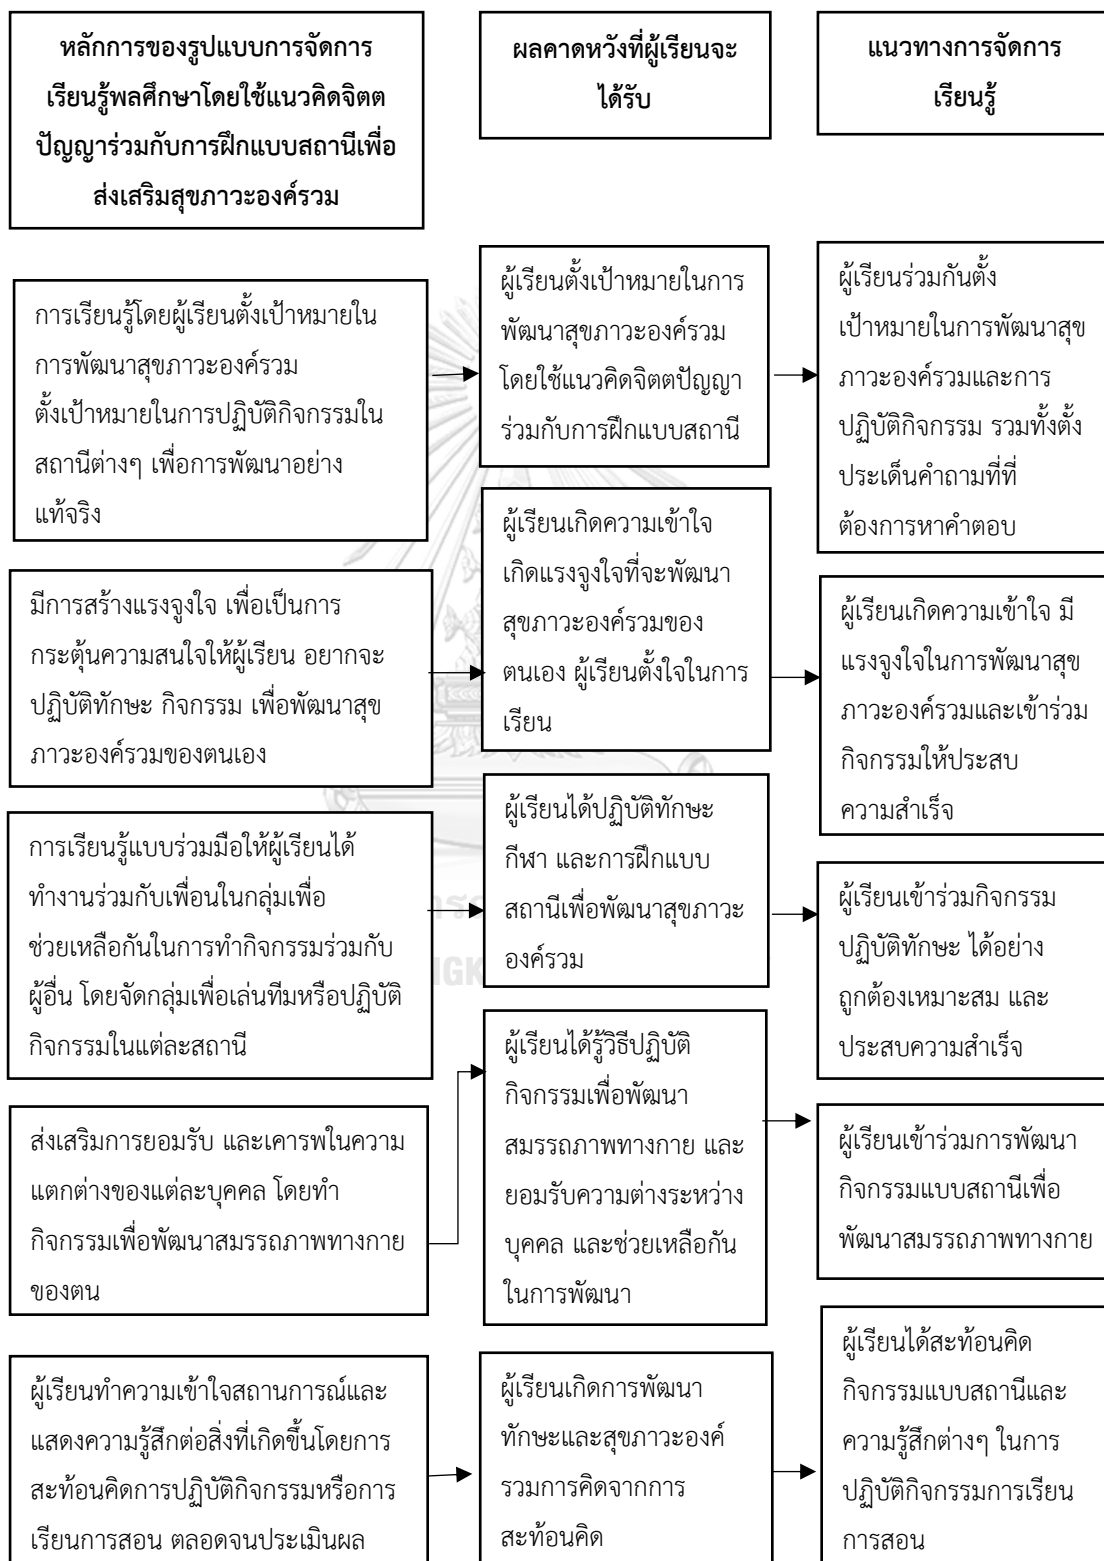 หลักการของรูปแบบการจัดการ
เรียนรู้พลศึกษาโดยใช้แนวคิดจิตต
ปัญญาร่วมกับการฝึกแบบสถานีเพื่อ
ส่งเสริมสุขภาวะองค์รวม
ผลคาดหวังที่ผู้เรียนจะ
ได้รับ
แนวทางการจัดการ
เรียนรู้
การเรียนรู้โดยผู้เรียนตั้งเป้าหมายใน
การพัฒนาสุขภาวะองค์รวม
ตั้งเป้าหมายในการปฏิบัติกิจกรรมใน
สถานีต่างๆ เพื่อการพัฒนาอย่าง
แท้จริง
ผู้เรียนตั้งเป้าหมายในการ
พัฒนาสุขภาวะองค์รวม
โดยใช้แนวคิดจิตตปัญญา
ร่วมกับการฝึกแบบสถานี
ผู้เรียนร่วมกันตั้ง
เป้าหมายในการพัฒนาสุข
ภาวะองค์รวมและการ
ปฏิบัติกิจกรรม รวมทั้งตั้ง
ประเด็นคำถามที่ที่
ต้องการหาคำตอบ
มีการสร้างแรงจูงใจ เพื่อเป็นการ
กระตุ้นความสนใจให้ผู้เรียน อยากจะ
ปฏิบัติทักษะ กิจกรรม เพื่อพัฒนาสุข
ภาวะองค์รวมของตนเอง
ผู้เรียนเกิดความเข้าใจ
เกิดแรงจูงใจที่จะพัฒนา
สุขภาวะองค์รวมของ
ตนเอง ผู้เรียนตั้งใจในการ
เรียน
ผู้เรียนเกิดความเข้าใจ มี
แรงจูงใจในการพัฒนาสุข
ภาวะองค์รวมและเข้าร่วม
กิจกรรมให้ประสบ
ความสำเร็จ
การเรียนรู้แบบร่วมมือให้ผู้เรียนได้
ทำงานร่วมกับเพื่อนในกลุ่มเพื่อ
ช่วยเหลือกันในการทำกิจกรรมร่วมกับ
ผู้อื่น โดยจัดกลุ่มเพื่อเล่นทีมหรือปฏิบัติ
กิจกรรมในแต่ละสถานี
ผู้เรียนได้ปฏิบัติทักษะ
กีฬา และการฝึกแบบ
สถานีเพื่อพัฒนาสุขภาวะ
องค์รวม
ผู้เรียนเข้าร่วมกิจกรรม
ปฏิบัติทักษะ ได้อย่าง
ถูกต้องเหมาะสม และ
ประสบความสำเร็จ
ส่งเสริมการยอมรับ และเคารพในความ
แตกต่างของแต่ละบุคคล โดยทำ
กิจกรรมเพื่อพัฒนาสมรรถภาพทางกาย
ของตน
ผู้เรียนได้รู้วิธีปฏิบัติ
กิจกรรมเพื่อพัฒนา
สมรรถภาพทางกาย และ
ยอมรับความต่างระหว่าง
บุคคล และช่วยเหลือกัน
ในการพัฒนา
ผู้เรียนเข้าร่วมการพัฒนา
กิจกรรมแบบสถานีเพื่อ
พัฒนาสมรรถภาพทางกาย
ผู้เรียนทำความเข้าใจสถานการณ์และ
แสดงความรู้สึกต่อสิ่งที่เกิดขึ้นโดยการ
สะท้อนคิดการปฏิบัติกิจกรรมหรือการ
เรียนการสอน ตลอดจนประเมินผล
ผู้เรียนเกิดการพัฒนา
ทักษะและสุขภาวะองค์
รวมการคิดจากการ
สะท้อนคิด
ผู้เรียนได้สะท้อนคิด
กิจกรรมแบบสถานีและ
ความรู้สึกต่างๆ ในการ
ปฏิบัติกิจกรรมการเรียน
การสอน